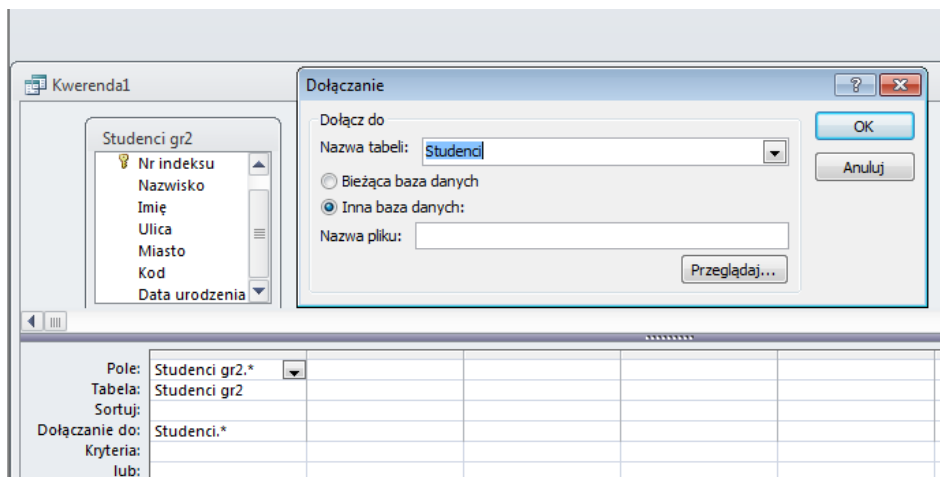 Kwerenda1
Studenci gr2
Nr indeksu
Nazwisko
Imię
Ulica
Miasto
Kod
Data urodzenia
Dołączanie
Dołącz do
Nazwa tabeli: Studenci
Bieżąca baza danych
Inna baza danych:
Nazwa pliku:
Przeglądaj...
OK
Anuluj
Pole: Studenci gr2.*
Tabela: Studenci gr2
Sortuj:
Dołączanie do: Studenci.*
Kryteria:
lub: